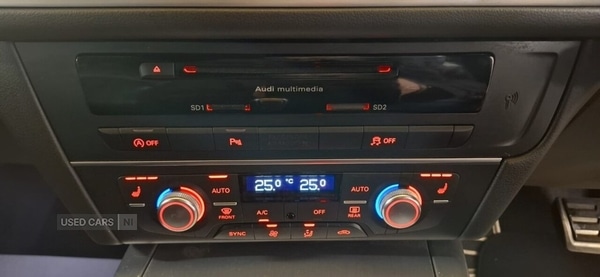 Audi multimedia
SD1 SD2
A OFF P OFF
AUTO 25.0 °C 25.0 AUTO
FRONT A/C OFF REAR
SYNC
USED CARS NI